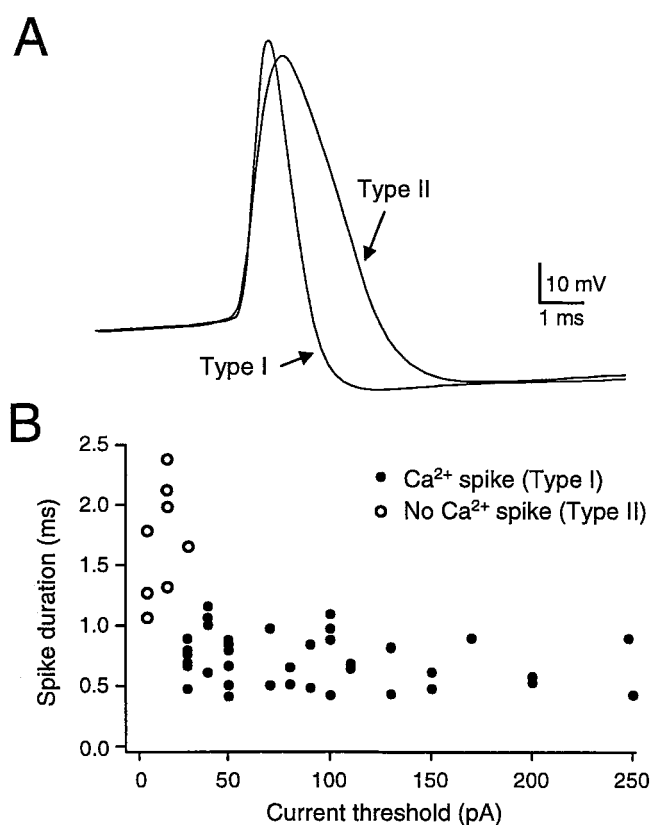 A
Type II
10 mV
1 ms
Type I
B
2.5
Ca²⁺ spike (Type I)
No Ca²⁺ spike (Type II)
2.0
1.5
1.0
0.5
0.0
Spike duration (ms)
0 50 100 150 200 250
Current threshold (pA)